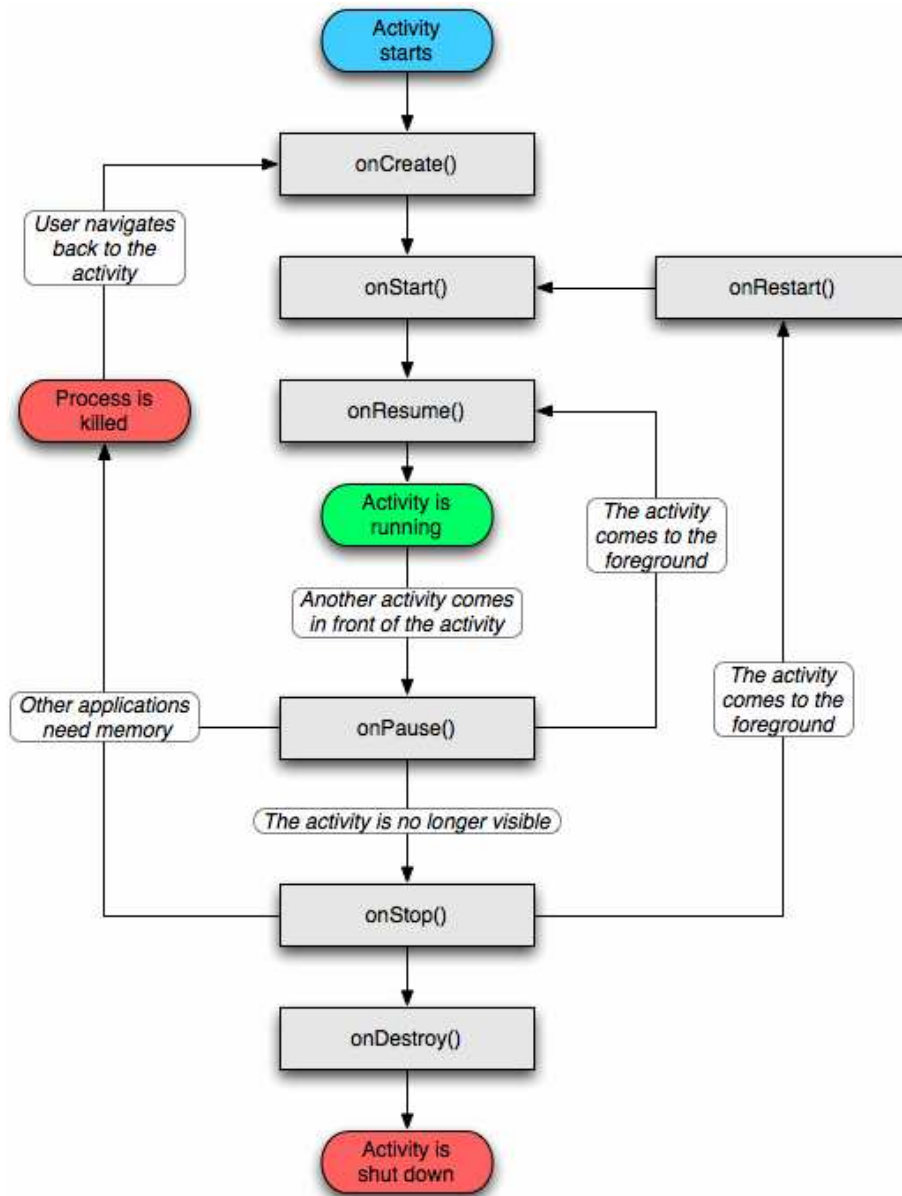 Activity
starts
onCreate()
User navigates
back to the
activity
onStart()
onRestart()
Process is
killed
onResume()
Activity is
running
The activity
comes to the
foreground
Another activity comes
in front of the activity
The activity
comes to the
foreground
Other applications
need memory
onPause()
The activity is no longer visible
onStop()
onDestroy()
Activity is
shut down